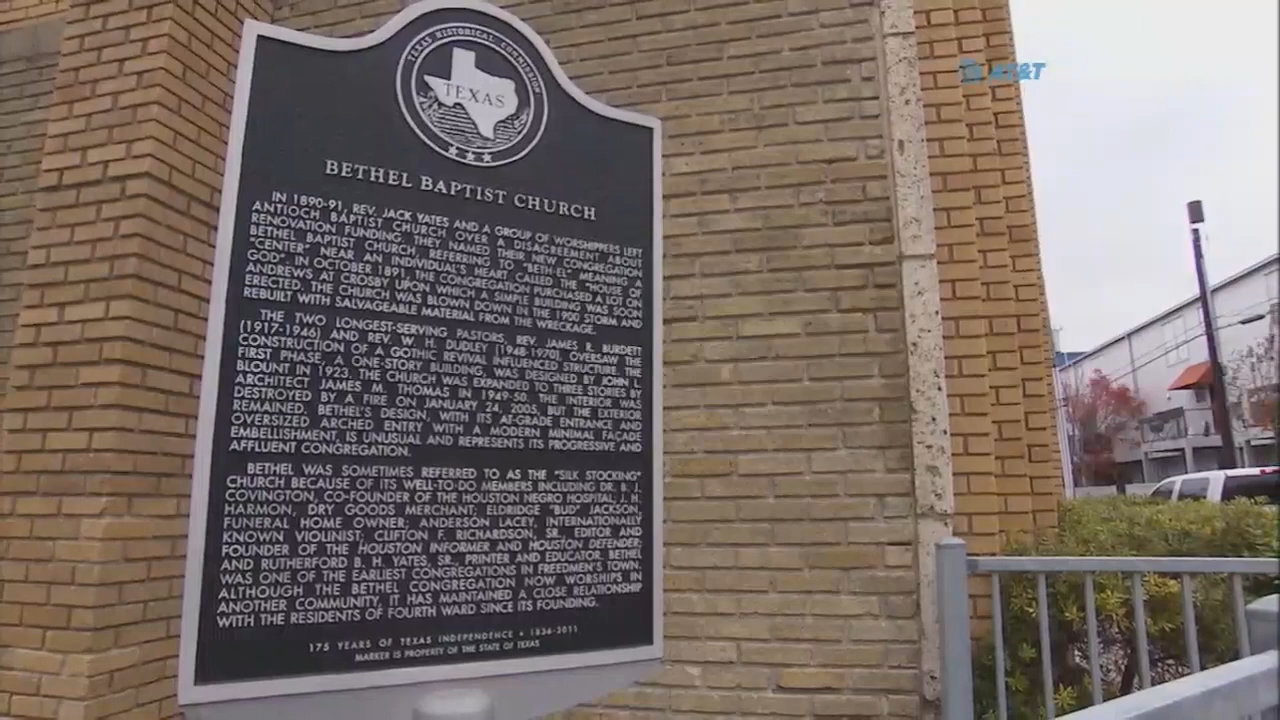 TEXAS HISTORICAL COMMISSION
TEXAS
AT&T
BETHEL BAPTIST CHURCH
IN 1890-91, REV. JACK YATES AND A GROUP OF WORSHIPPERS LEFT
ANTIOCH BAPTIST CHURCH OVER A DISAGREEMENT ABOUT
RENOVATION FUNDING. THEY NAMED THEIR NEW CONGREGATION
BETHEL BAPTIST CHURCH, REFERRING TO "BETH-EL" MEANING A
"CENTER" NEAR AN INDIVIDUAL'S HEART CALLED THE "HOUSE OF
GOD". IN OCTOBER 1891, THE CONGREGATION PURCHASED A LOT ON
ANDREWS AT CROSBY UPON WHICH A SIMPLE BUILDING WAS SOON
ERECTED. THE CHURCH WAS BLOWN DOWN IN THE 1900 STORM AND
REBUILT WITH SALVAGEABLE MATERIAL FROM THE WRECKAGE.
THE TWO LONGEST-SERVING PASTORS, REV. JAMES R. BURDETT
(1917-1946) AND REV. W. H. DUDLEY (1948-1970), OVERSAW THE
CONSTRUCTION OF A GOTHIC REVIVAL INFLUENCED STRUCTURE. THE
FIRST PHASE, A ONE-STORY BUILDING, WAS DESIGNED BY JOHN L.
BLOUNT IN 1923. THE CHURCH WAS EXPANDED TO THREE STORIES BY
ARCHITECT JAMES M. THOMAS IN 1949-50. THE INTERIOR WAS
DESTROYED BY A FIRE ON JANUARY 24, 2005, BUT THE EXTERIOR
REMAINED. BETHEL'S DESIGN, WITH ITS AT-GRADE ENTRANCE AND
OVERSIZED ARCHED ENTRY WITH A MODERN MINIMAL FAÇADE
EMBELLISHMENT, IS UNUSUAL AND REPRESENTS ITS PROGRESSIVE AND
AFFLUENT CONGREGATION.
BETHEL WAS SOMETIMES REFERRED TO AS THE "SILK STOCKING"
CHURCH BECAUSE OF ITS WELL-TO-DO MEMBERS INCLUDING DR. B. J.
COVINGTON, CO-FOUNDER OF THE HOUSTON NEGRO HOSPITAL, J. H.
HARMON, DRY GOODS MERCHANT; ELDRIDGE "BUD" JACKSON,
FUNERAL HOME OWNER; ANDERSON LACEY, INTERNATIONALLY
KNOWN VIOLINIST; CLIFTON F. RICHARDSON, SR., EDITOR AND
FOUNDER OF THE HOUSTON INFORMER AND HOUSTON DEFENDER;
AND RUTHERFORD B. H. YATES, SR., PRINTER AND EDUCATOR. BETHEL
WAS ONE OF THE EARLIEST CONGREGATIONS IN FREEDMEN'S TOWN.
ALTHOUGH THE BETHEL CONGREGATION NOW WORSHIPS IN
ANOTHER COMMUNITY, IT HAS MAINTAINED A CLOSE RELATIONSHIP
WITH THE RESIDENTS OF FOURTH WARD SINCE ITS FOUNDING.
175 YEARS OF TEXAS INDEPENDENCE • 1836-2011
MARKER IS PROPERTY OF THE STATE OF TEXAS